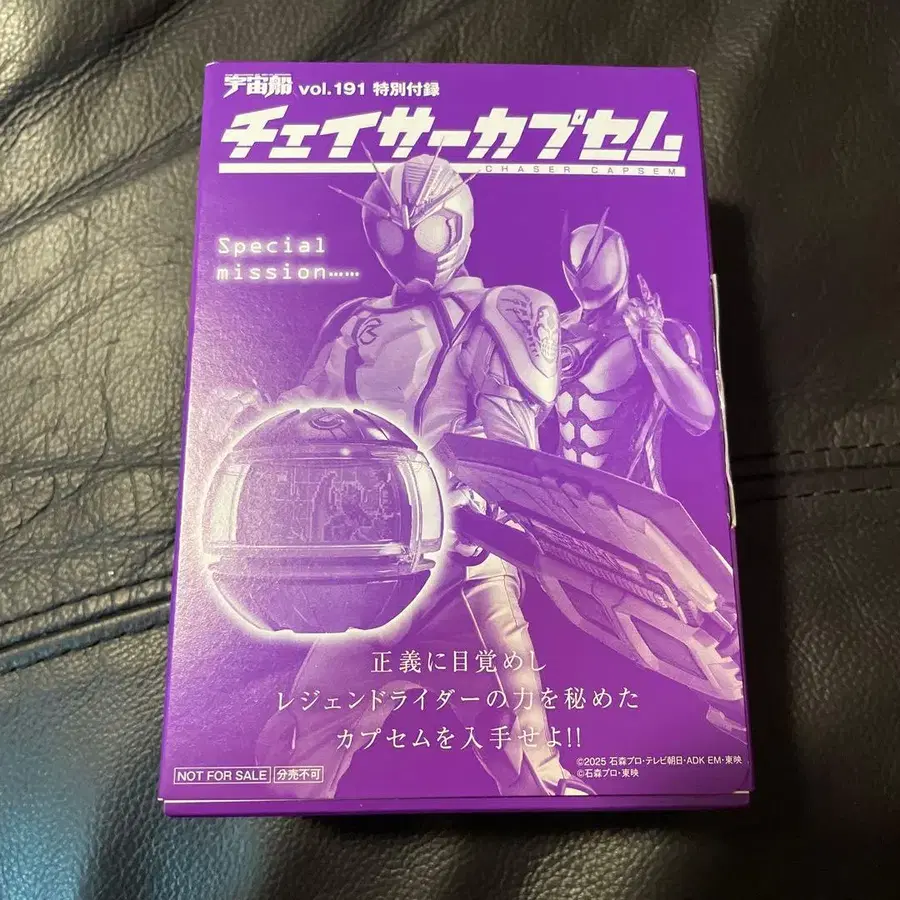 宇宙船 vol.191 特別付録
チェイサーカプセム
CHASER CAPSEM
Special
mission……
正義に目覚めし
レジェンドライダーの力を秘めた
カプセムを入手せよ!!
NOT FOR SALE 分売不可
©2025 石森プロ・テレビ朝日・ADK EM・東映
©石森プロ・東映